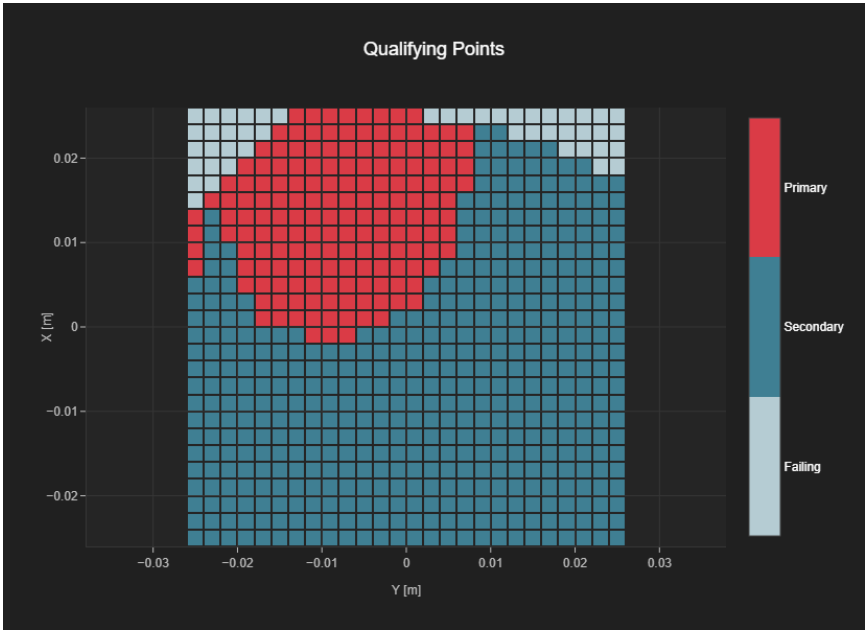 Qualifying Points
0.02
0.01
0
−0.01
−0.02
X [m]
−0.03
−0.02
−0.01
0
0.01
0.02
0.03
Y [m]
Primary
Secondary
Failing